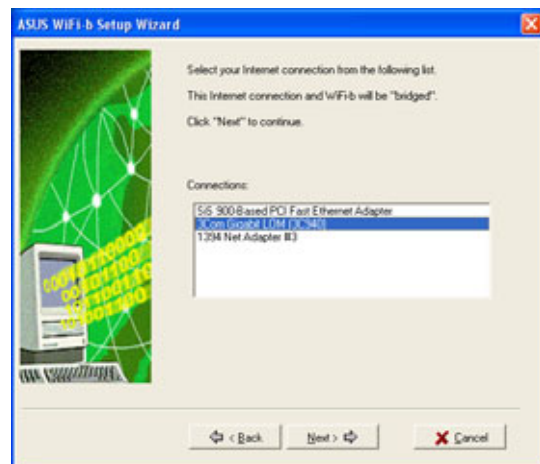 ASUS WiFi-b Setup Wizard
Select your Internet connection from the following list.
This Internet connection and WiFi-b will be "bridged".
Click "Next" to continue.
Connections:
SiS 900-Based PCI Fast Ethernet Adapter
3Com Gigabit LOM (3C940)
1394 Net Adapter #3
< Back
Next >
Cancel